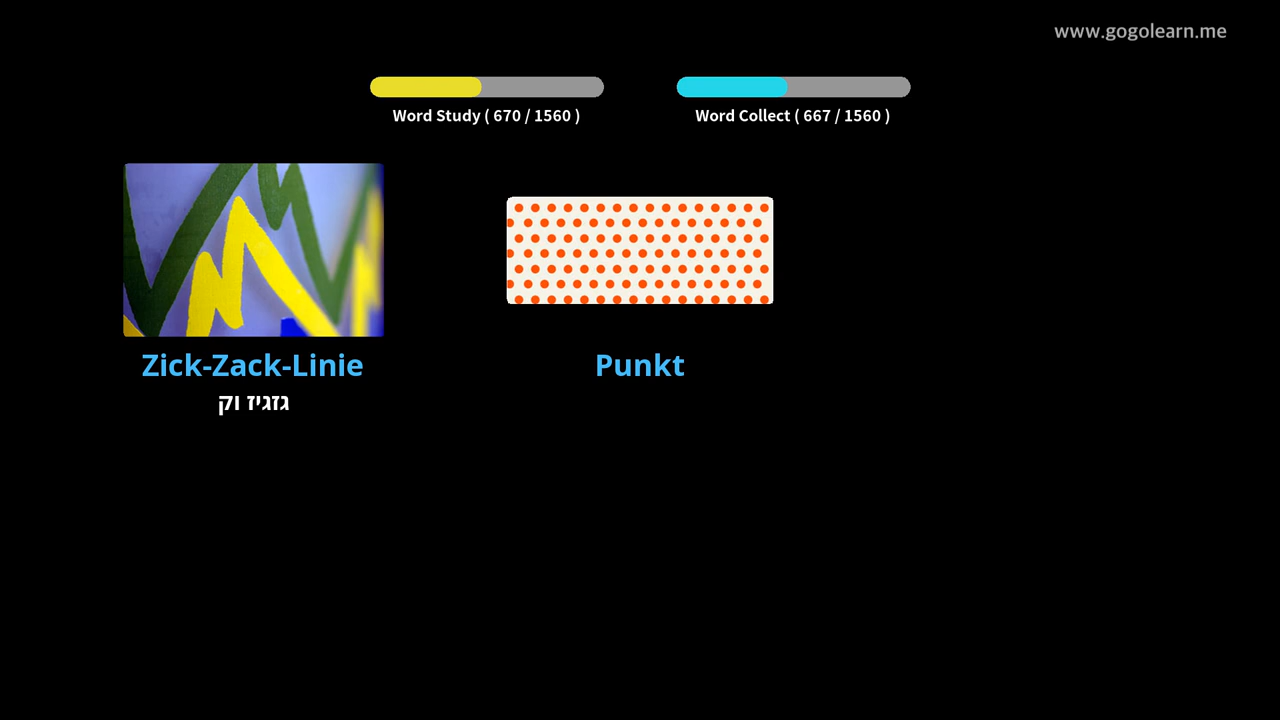 www.gogolearn.me
Word Study ( 670 / 1560 )
Word Collect ( 667 / 1560 )
Zick-Zack-Linie
גזגיז וק
Punkt